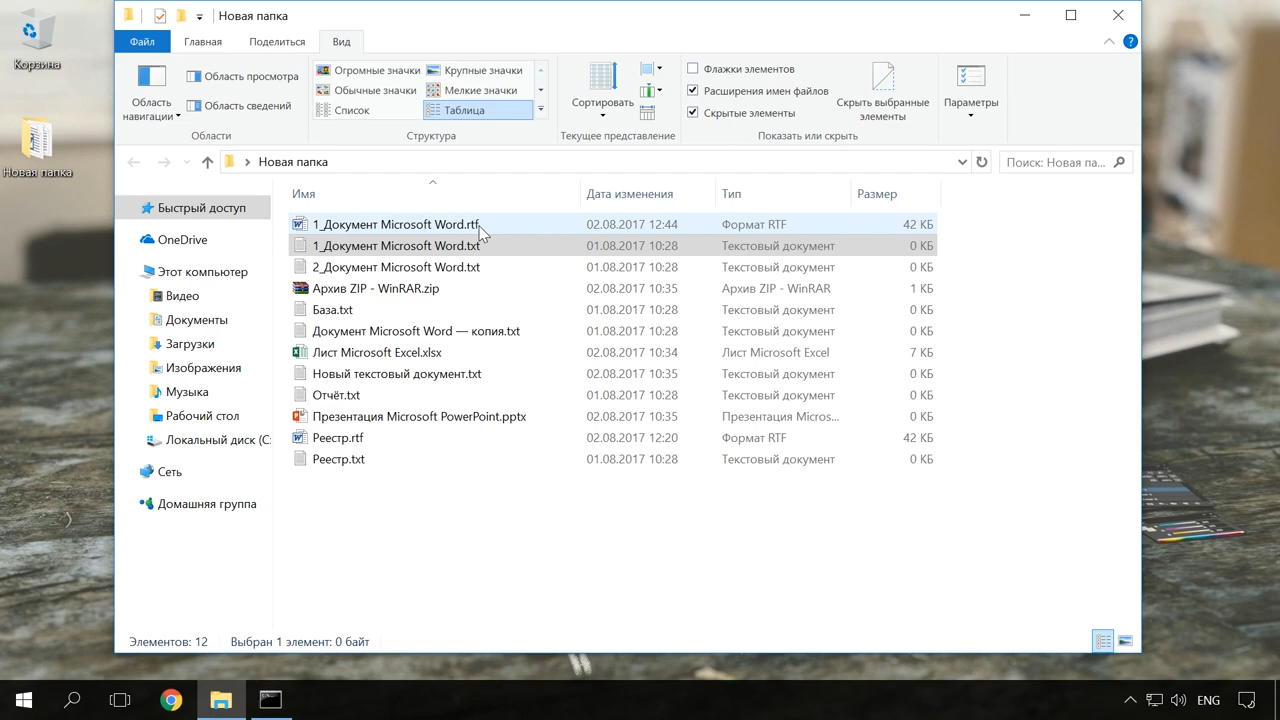 Корзина
Новая папка
Новая папка
Файл
Главная
Поделиться
Вид
?
Область навигации
Область просмотра
Область сведений
Области
Огромные значки
Крупные значки
Обычные значки
Мелкие значки
Список
Таблица
Структура
Сортировать
Текущее представление
Флажки элементов
Расширения имен файлов
Скрытые элементы
Скрыть выбранные
элементы
Показать или скрыть
Параметры
Новая папка
Поиск: Новая па...
Имя
Дата изменения
Тип
Размер
1_Документ Microsoft Word.rtf 02.08.2017 12:44 Формат RTF 42 КБ
1_Документ Microsoft Word.txt 01.08.2017 10:28 Текстовый документ 0 КБ
2_Документ Microsoft Word.txt 01.08.2017 10:28 Текстовый документ 0 КБ
Архив ZIP - WinRAR.zip 02.08.2017 10:35 Архив ZIP - WinRAR 1 КБ
База.txt 01.08.2017 10:28 Текстовый документ 0 КБ
Документ Microsoft Word — копия.txt 01.08.2017 10:28 Текстовый документ 0 КБ
Лист Microsoft Excel.xlsx 02.08.2017 10:34 Лист Microsoft Excel 7 КБ
Новый текстовый документ.txt 02.08.2017 10:35 Текстовый документ 0 КБ
Отчёт.txt 01.08.2017 10:28 Текстовый документ 0 КБ
Презентация Microsoft PowerPoint.pptx 02.08.2017 10:35 Презентация Micros... 0 КБ
Реестр.rtf 02.08.2017 12:20 Формат RTF 42 КБ
Реестр.txt 01.08.2017 10:28 Текстовый документ 0 КБ
Быстрый доступ
OneDrive
Этот компьютер
Видео
Документы
Загрузки
Изображения
Музыка
Рабочий стол
Локальный диск (C:
Сеть
Домашняя группа
Элементов: 12
Выбран 1 элемент: 0 байт
ENG